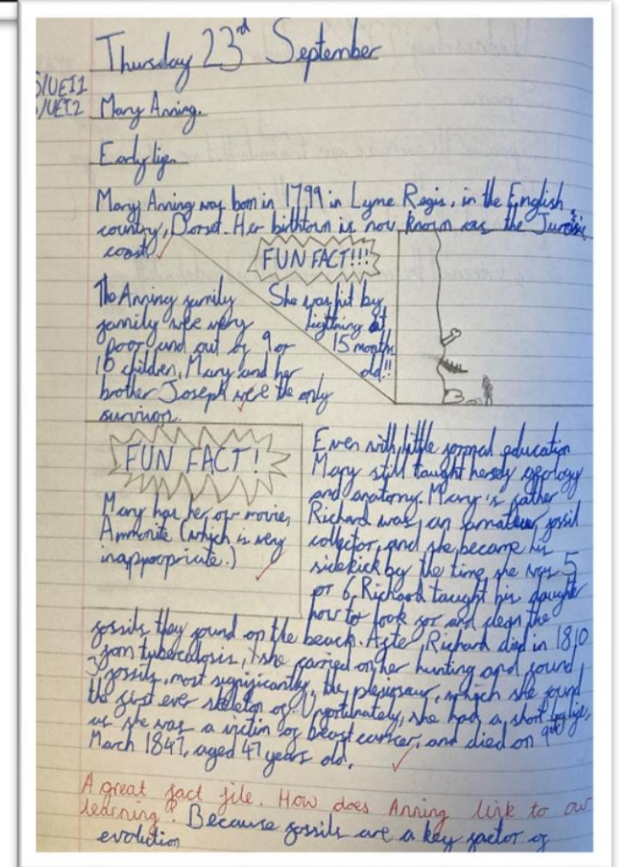 Thursday 23rd September
S/UE11
S/UE12
Mary Anning.
Early life.
Mary Anning was born in 1799 in Lyme Regis, in the English
country, Dorset. Her birthtown is now known as the Jurassic
coast.
FUN FACT!!!
She was hit by
lightning at
15 months
old!!
The Anning family
family were very
poor and out of 9 or
10 children, Mary and her
brother Joseph were the only
survivors.
FUN FACT!
Mary has her own movie,
Ammonite (which is very
inappropriate.)
Even with little formal education
Mary still taught herself geology
and anatomy. Mary's father
Richard was an amateur fossil
collector, and she became his
sidekick by the time she was 5
or 6, Richard taught his daughter
how to look for and clean the
fossils they found on the beach. After, Richard died in 1810
from tuberculosis, she carried on her hunting and found
fossils, most significantly, the plesiosaur, which she found
the first ever skeleton of. Unfortunately, she had a short life,
as she was a victim of breast cancer, and died on 9th
March 1847, aged 47 years old.
A great fact file. How does Anning link to our
learning? Because fossils are a key factor of
evolution